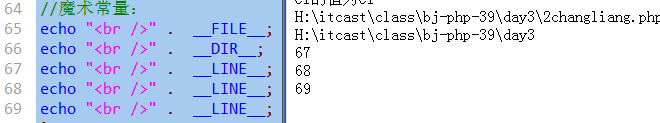 64 //魔术常量:
65 echo "<br />" . __FILE__;
66 echo "<br />" . __DIR__;
67 echo "<br />" . __LINE__;
68 echo "<br />" . __LINE__;
69 echo "<br />" . __LINE__;
H:\itcast\class\bj-php-39\day3\2changliang.php
H:\itcast\class\bj-php-39\day3
67
68
69